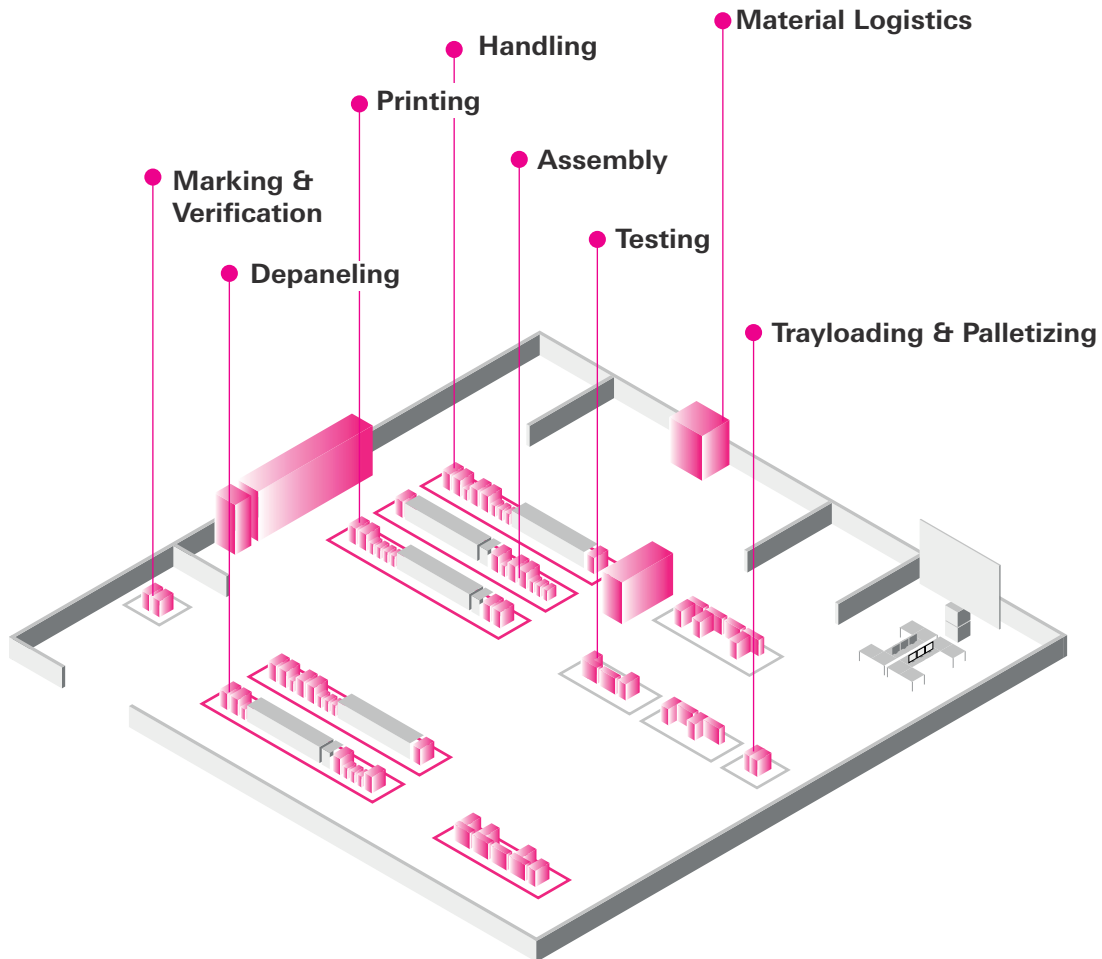 Material Logistics
Handling
Printing
Assembly
Marking &
Verification
Testing
Depaneling
Trayloading & Palletizing